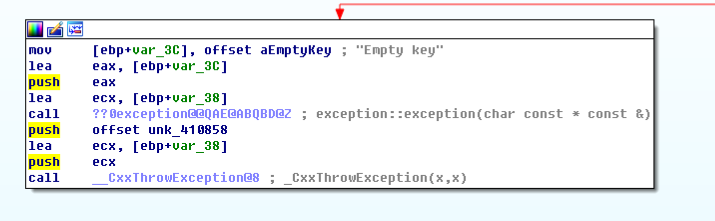 mov [ebp+var_3C], offset aEmptyKey ; "Empty key"
lea eax, [ebp+var_3C]
push eax
lea ecx, [ebp+var_38]
call ??0exception@@QAE@ABQBD@Z ; exception::exception(char const * const &)
push offset unk_410858
lea ecx, [ebp+var_38]
push ecx
call __CxxThrowException@8 ; _CxxThrowException(x,x)